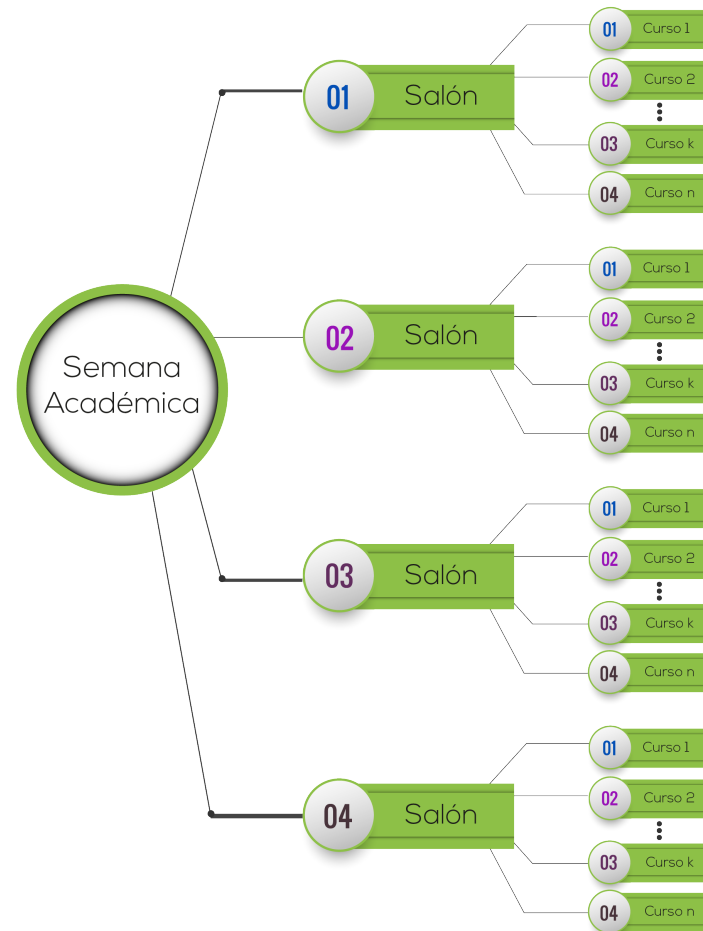 01 Salón
01 Curso 1
02 Curso 2
03 Curso k
04 Curso n
Semana
Académica
02 Salón
01 Curso 1
02 Curso 2
03 Curso k
04 Curso n
03 Salón
01 Curso 1
02 Curso 2
03 Curso k
04 Curso n
04 Salón
01 Curso 1
02 Curso 2
03 Curso k
04 Curso n